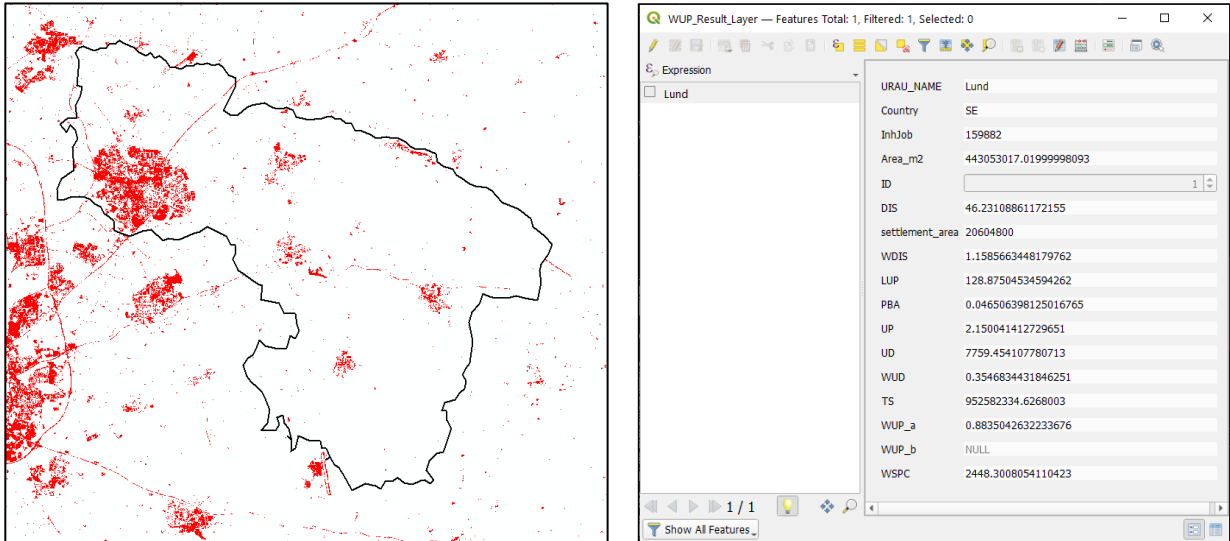 WUP_Result_Layer — Features Total: 1, Filtered: 1, Selected: 0
Expression
Lund
URAU_NAME Lund
Country SE
InhJob 159882
Area_m2 443053017.01999998093
ID 1
DIS 46.23108861172155
settlement_area 20604800
WDIS 1.1585663448179762
LUP 128.87504534594262
PBA 0.046506398125016765
UP 2.150041412729651
UD 7759.454107780713
WUD 0.3546834431846251
TS 952582334.6268003
WUP_a 0.8835042632233676
WUP_b NULL
WSPC 2448.3008054110423
1 / 1
Show All Features